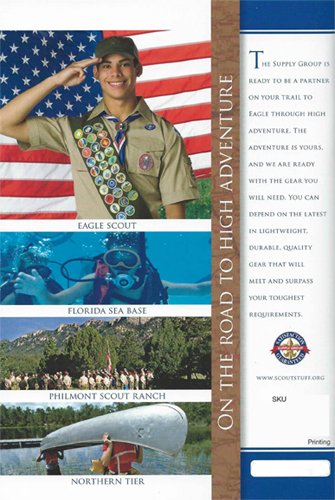 EAGLE SCOUT
FLORIDA SEA BASE
PHILMONT SCOUT RANCH
NORTHERN TIER
ON THE ROAD TO HIGH ADVENTURE
THE SUPPLY GROUP IS
READY TO BE A PARTNER
ON YOUR TRAIL TO
EAGLE THROUGH HIGH
ADVENTURE. THE
ADVENTURE IS YOURS,
AND WE ARE READY
WITH THE GEAR YOU
WILL NEED. YOU CAN
DEPEND ON THE LATEST
IN LIGHTWEIGHT,
DURABLE, QUALITY
GEAR THAT WILL
MEET AND SURPASS
YOUR TOUGHEST
REQUIREMENTS.
SATISFACTION
GUARANTEED
WWW.SCOUTSTUFF.ORG
SKU
Printing